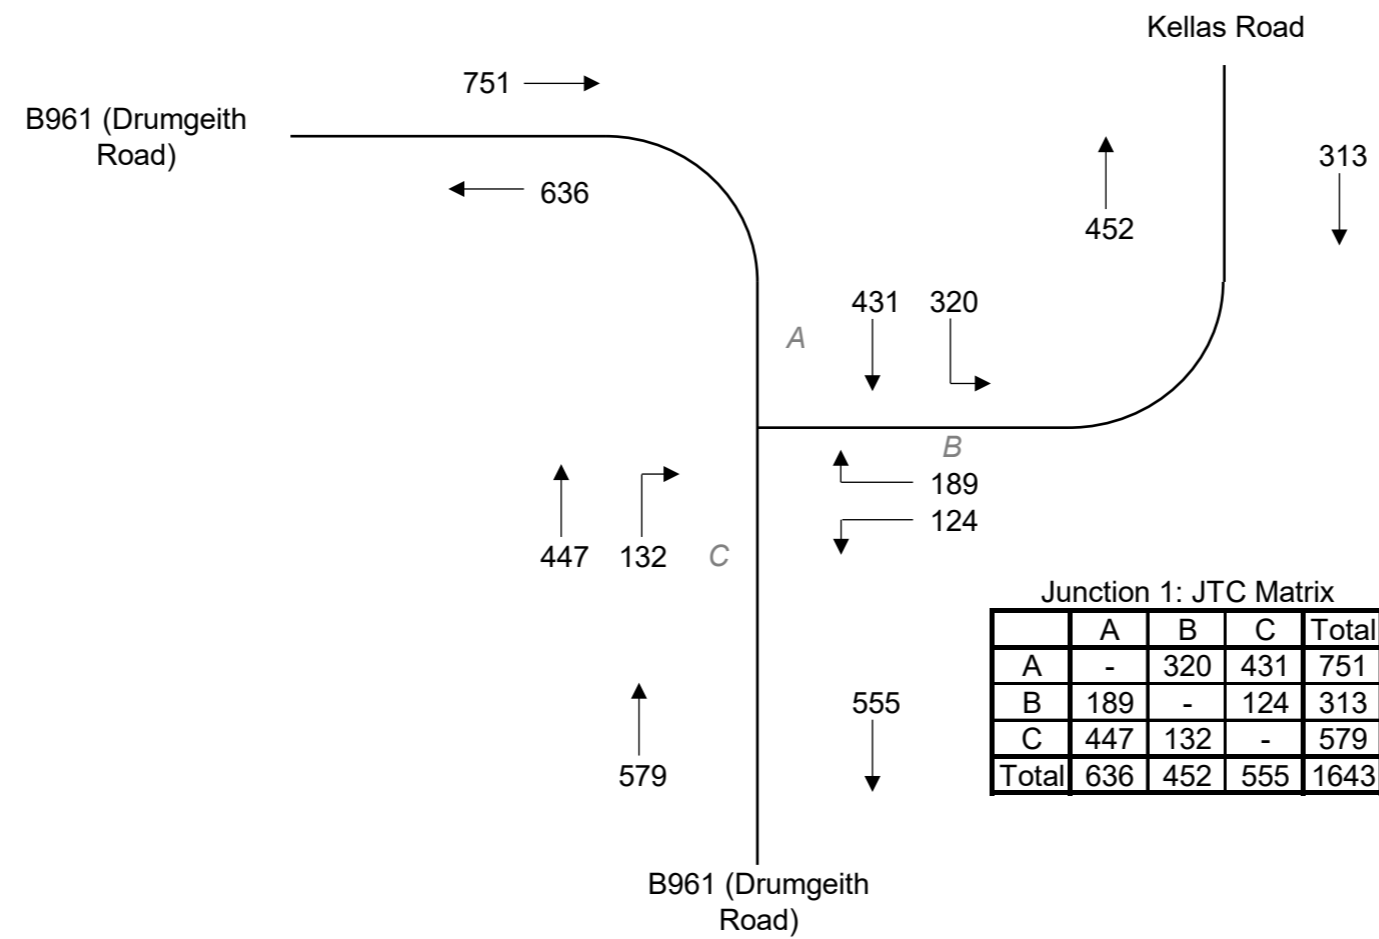 Kellas Road
751
B961 (Drumgeith
Road)
636
313
452
431 320
A
B
189
124
447 132 C
579
555
Junction 1: JTC Matrix
A B C Total
A - 320 431 751
B 189 - 124 313
C 447 132 - 579
Total 636 452 555 1643
B961 (Drumgeith
Road)